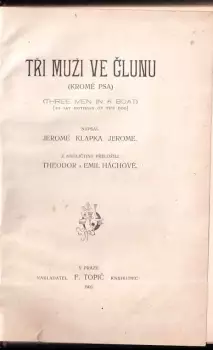 TŘI MUŽI VE ČLUNU
(KROMĚ PSA)
(THREE MEN IN A BOAT)
NAPSAL
JEROME KLAPKA JEROME.
Z ANGLIČTINY PŘELOŽILI
THEODOR A EMIL HÁCHOVÉ.
V PRAZE
NAKLADATEL F. TOPIČ KNIHKUPEC